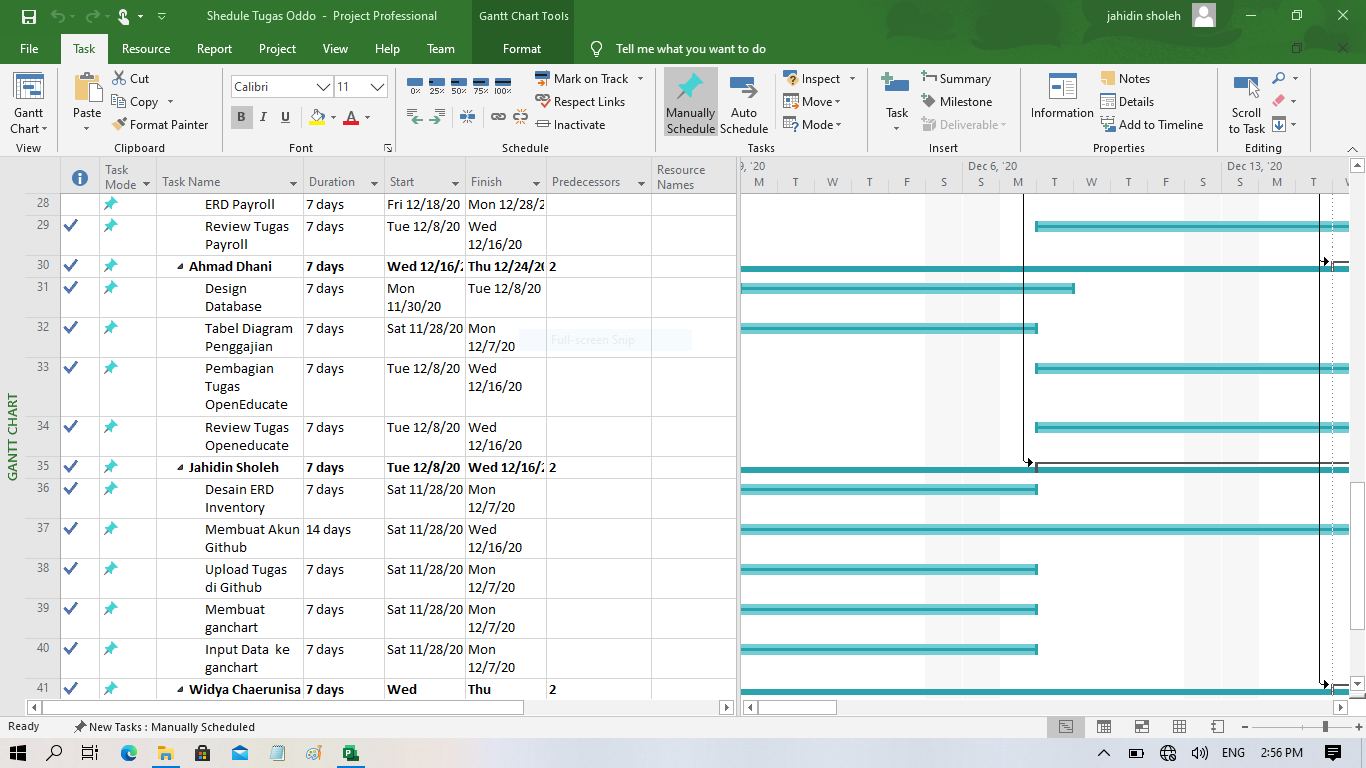 Shedule Tugas Oddo - Project Professional
Gantt Chart Tools
jahidin sholeh
File Task Resource Report Project View Help Team Format Tell me what you want to do
Gantt Chart
View
Paste
Cut
Copy
Format Painter
Clipboard
Calibri 11
B I U A
Font
0% 25% 50% 75% 100%
Mark on Track
Respect Links
Inactivate
Schedule
Manually Schedule
Auto Schedule
Inspect
Move
Mode
Tasks
Task
Summary
Milestone
Deliverable
Insert
Information
Notes
Details
Add to Timeline
Properties
Scroll to Task
Editing
Task Mode Task Name Duration Start Finish Predecessors Resource Names
9, '20 Dec 6, '20 Dec 13, '20
M T W T F S S M T W T F S S M T W
28 ERD Payroll 7 days Fri 12/18/20 Mon 12/28/2
29 Review Tugas Payroll 7 days Tue 12/8/20 Wed 12/16/20
30 Ahmad Dhani 7 days Wed 12/16/2 Thu 12/24/20 2
31 Design Database 7 days Mon 11/30/20 Tue 12/8/20
32 Tabel Diagram Penggajian 7 days Sat 11/28/20 Mon 12/7/20
Full-screen Snip
33 Pembagian Tugas OpenEducate 7 days Tue 12/8/20 Wed 12/16/20
34 Review Tugas Openeducate 7 days Tue 12/8/20 Wed 12/16/20
35 Jahidin Sholeh 7 days Tue 12/8/20 Wed 12/16/2 2
36 Desain ERD Inventory 7 days Sat 11/28/20 Mon 12/7/20
37 Membuat Akun Github 14 days Sat 11/28/20 Wed 12/16/20
38 Upload Tugas di Github 7 days Sat 11/28/20 Mon 12/7/20
39 Membuat ganchart 7 days Sat 11/28/20 Mon 12/7/20
40 Input Data ke ganchart 7 days Sat 11/28/20 Mon 12/7/20
41 Widya Chaerunisa 7 days Wed Thu 2
GANTT CHART
Ready New Tasks : Manually Scheduled
ENG 2:56 PM